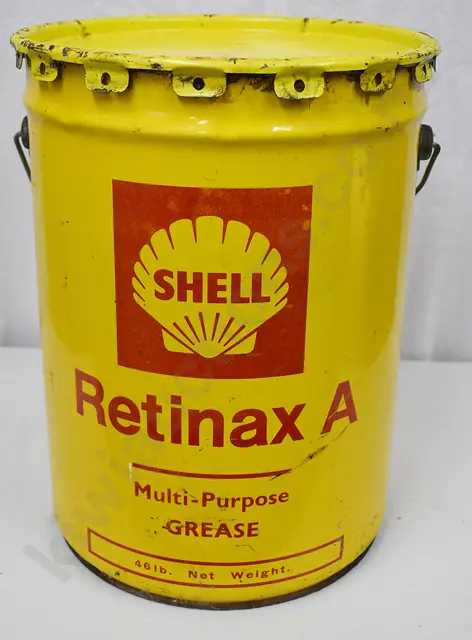 SHELL
Retinax A
Multi-Purpose
GREASE
46lb. Net Weight.